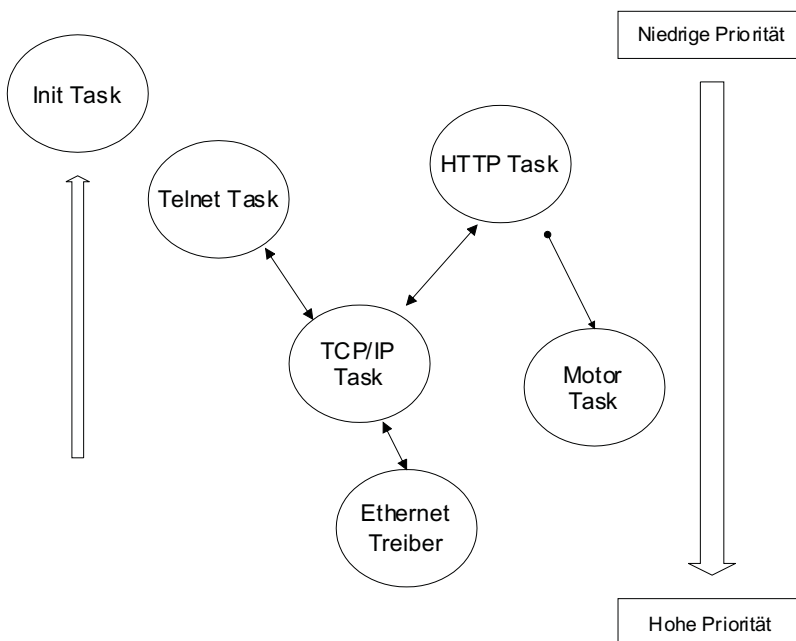 Niedrige Priorität
Init Task
HTTP Task
Telnet Task
TCP/IP
Task
Motor
Task
Ethernet
Treiber
Hohe Priorität